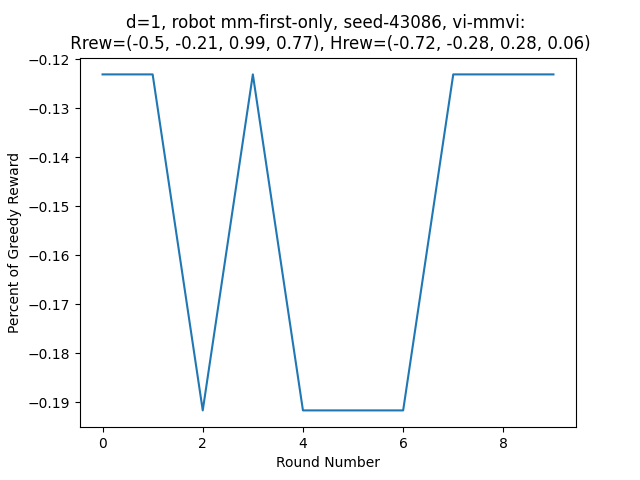 d=1, robot mm-first-only, seed-43086, vi-mmvi:
Rrew=(-0.5, -0.21, 0.99, 0.77), Hrew=(-0.72, -0.28, 0.28, 0.06)
−0.12
−0.13
−0.14
−0.15
−0.16
−0.17
−0.18
−0.19
Percent of Greedy Reward
0 2 4 6 8
Round Number